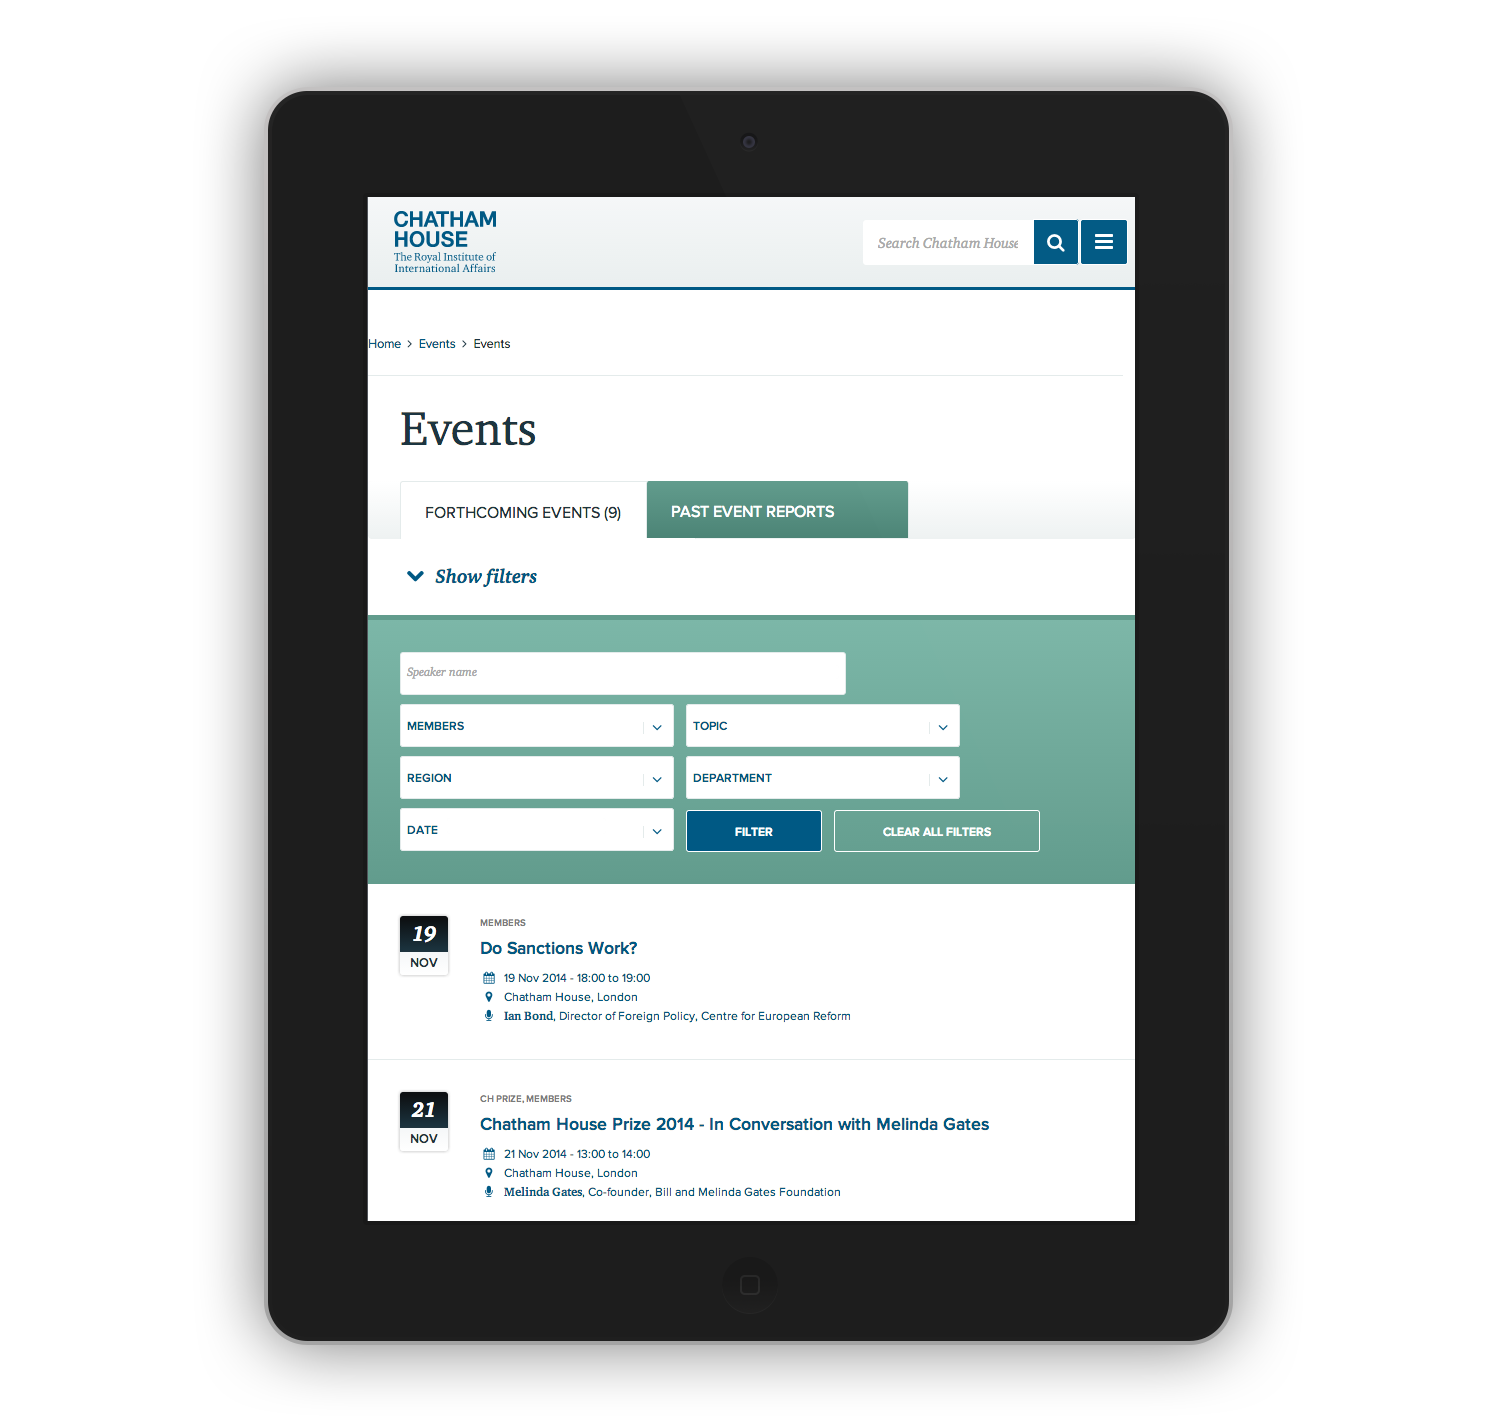 CHATHAM
HOUSE
The Royal Institute of
International Affairs
Search Chatham House
Home > Events > Events
Events
FORTHCOMING EVENTS (9)
PAST EVENT REPORTS
Show filters
Speaker name
MEMBERS
TOPIC
REGION
DEPARTMENT
DATE
FILTER
CLEAR ALL FILTERS
19
NOV
MEMBERS
Do Sanctions Work?
19 Nov 2014 - 18:00 to 19:00
Chatham House, London
Ian Bond, Director of Foreign Policy, Centre for European Reform
21
NOV
CH PRIZE, MEMBERS
Chatham House Prize 2014 - In Conversation with Melinda Gates
21 Nov 2014 - 13:00 to 14:00
Chatham House, London
Melinda Gates, Co-founder, Bill and Melinda Gates Foundation